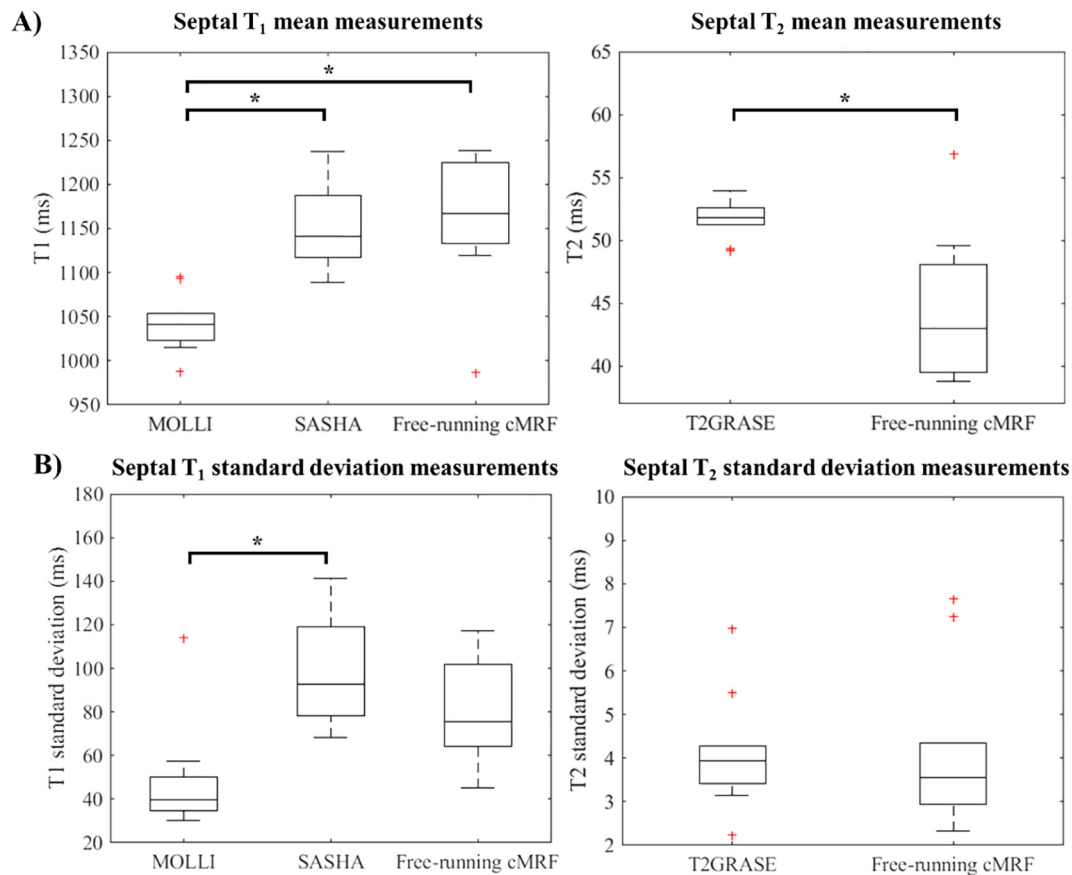 A)
Septal T₁ mean measurements
1350
1300
1250
1200
1150
1100
1050
1000
950
T1 (ms)
*
*
MOLLI
SASHA
Free-running cMRF
Septal T₂ mean measurements
65
60
55
50
45
40
T2 (ms)
*
T2GRASE
Free-running cMRF
B)
Septal T₁ standard deviation measurements
180
160
140
120
100
80
60
40
20
T1 standard deviation (ms)
*
MOLLI
SASHA
Free-running cMRF
Septal T₂ standard deviation measurements
10
9
8
7
6
5
4
3
2
T2 standard deviation (ms)
T2GRASE
Free-running cMRF